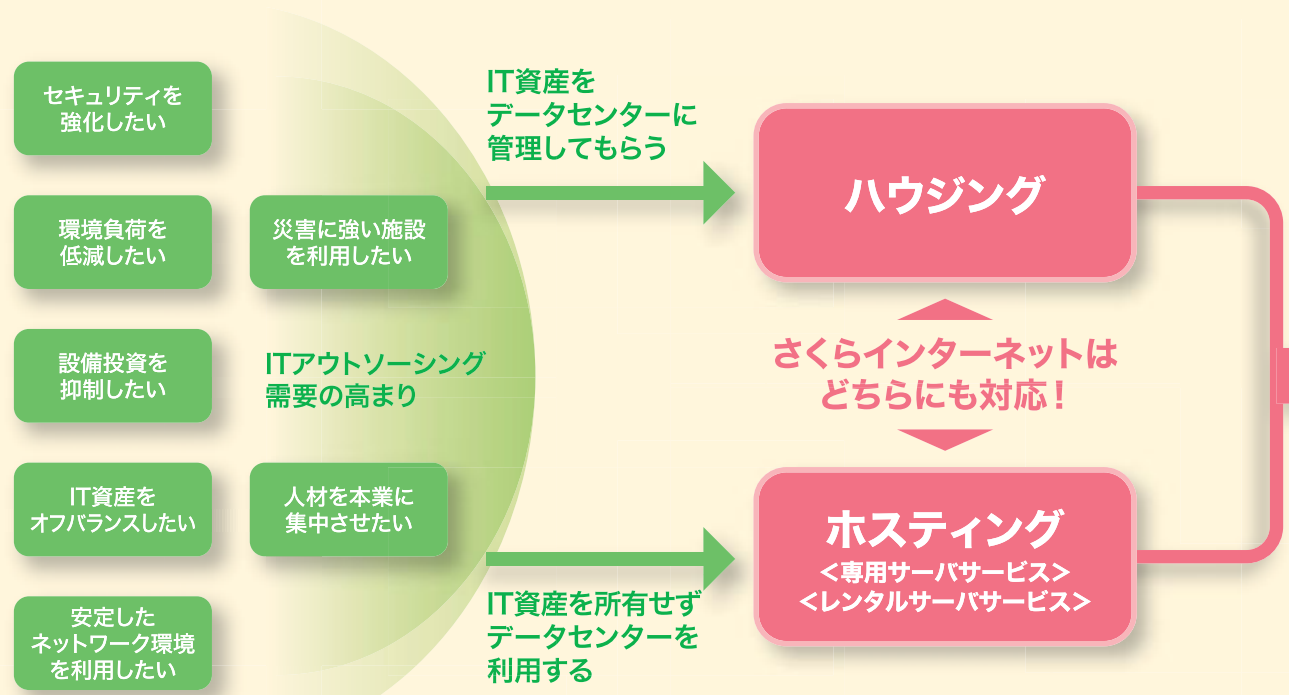 セキュリティを
強化したい
環境負荷を
低減したい
設備投資を
抑制したい
IT資産を
オフバランスしたい
安定した
ネットワーク環境
を利用したい
災害に強い施設
を利用したい
ITアウトソーシング
需要の高まり
人材を本業に
集中させたい
IT資産を
データセンターに
管理してもらう
IT資産を所有せず
データセンターを
利用する
ハウジング
さくらインターネットは
どちらにも対応!
ホスティング
<専用サーバサービス>
<レンタルサーバサービス>